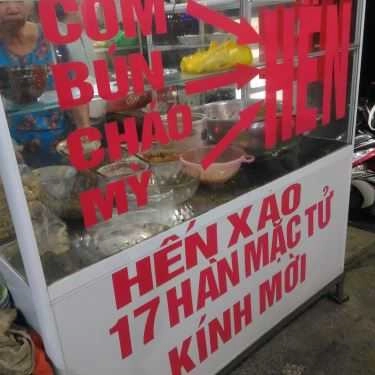 CƠM
BÚN
CHÁO
MỲ
HẾN
HẾN XÀO
17 HÀN MẶC TỬ
KÍNH MỜI